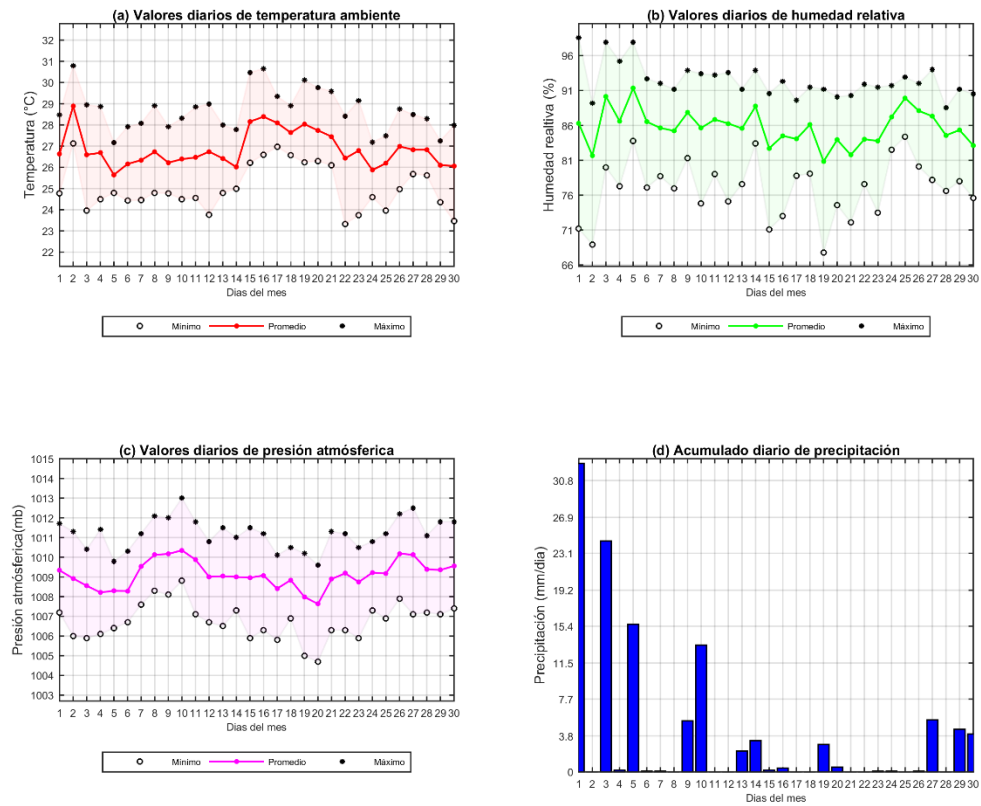 (a) Valores diarios de temperatura ambiente
Temperatura (°C)
32
31
30
29
28
27
26
25
24
23
22
1 2 3 4 5 6 7 8 9 10 11 12 13 14 15 16 17 18 19 20 21 22 23 24 25 26 27 28 29 30
Dias del mes
Mínimo Promedio Máximo
(b) Valores diarios de humedad relativa
Humedad realtiva (%)
96
91
86
81
76
71
66
1 2 3 4 5 6 7 8 9 10 11 12 13 14 15 16 17 18 19 20 21 22 23 24 25 26 27 28 29 30
Dias del mes
Mínimo Promedio Máximo
(c) Valores diarios de presión atmósferica
Presión atmósferica(mb)
1015
1014
1013
1012
1010
1009
1008
1007
1006
1005
1004
1003
1 2 3 4 5 6 7 8 9 10 11 12 13 14 15 16 17 18 19 20 21 22 23 24 25 26 27 28 29 30
Dias del mes
Mínimo Promedio Máximo
(d) Acumulado diario de precipitación
Precipitación (mm/dia)
30.8
26.9
23.1
19.2
15.4
11.5
7.7
3.8
0
1 2 3 4 5 6 7 8 9 10 11 12 13 14 15 16 17 18 19 20 21 22 23 24 25 26 27 28 29 30
Dias del mes